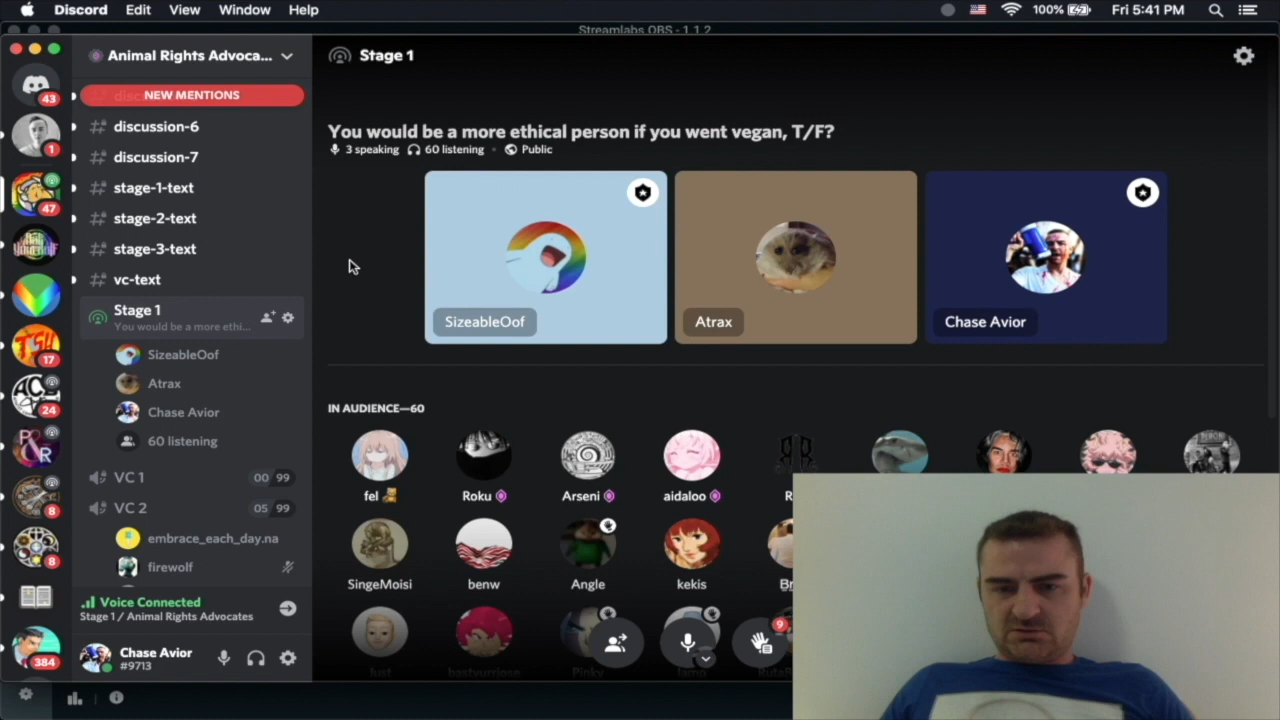 Discord Edit View Window Help
100% Fri 5:41 PM
Streamlabs OBS - 1.1.2
Animal Rights Advoca...
NEW MENTIONS
discussion-6
discussion-7
stage-1-text
stage-2-text
stage-3-text
vc-text
Stage 1
You would be a more ethi...
SizeableOof
Atrax
Chase Avior
60 listening
VC 1 00 99
VC 2 05 99
embrace_each_day.na
firewolf
Voice Connected
Stage 1 / Animal Rights Advocates
Chase Avior
#9713
43
1
47
17
24
8
8
384
Stage 1
You would be a more ethical person if you went vegan, T/F?
3 speaking 60 listening • Public
SizeableOof
Atrax
Chase Avior
IN AUDIENCE—60
fel
Roku
Arseni
aidaloo
SingeMoisi
benw
Angle
kekis
Just
bastyurrjose
Pinky
lamp
9